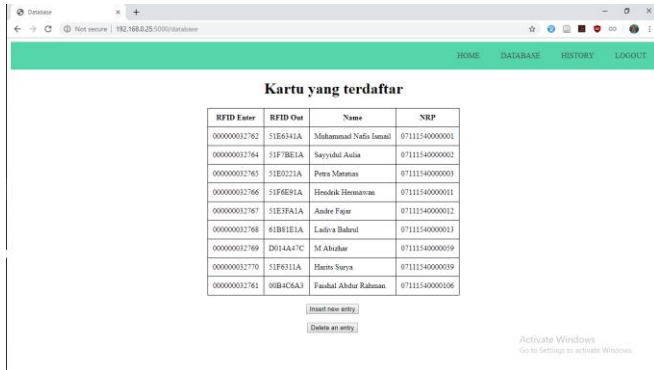 Database
Not secure | 192.168.0.25:5000/database
HOME DATABASE HISTORY LOGOUT
Kartu yang terdaftar
RFID Enter RFID Out Name NRP
000000032762 51E6341A Muhammad Nafis Ismail 07111540000001
000000032764 51F7BE1A Sayyidul Aulia 07111540000002
000000032765 51E0221A Petra Matatias 07111540000003
000000032766 51F6E91A Hendrik Hermawan 07111540000011
000000032767 51E3FA1A Andre Fajar 07111540000012
000000032768 61B81E1A Ladiva Bahrul 07111540000013
000000032769 D014A47C M Abizhar 07111540000059
000000032770 51F6311A Harits Surya 07111540000039
000000032761 00B4C6A3 Faishal Abdur Rahman 07111540000106
Insert new entry
Delete an entry
Activate Windows
Go to Settings to activate Windows.